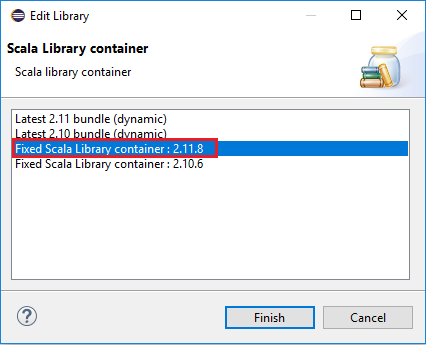 Edit Library
Scala Library container
Scala library container
Latest 2.11 bundle (dynamic)
Latest 2.10 bundle (dynamic)
Fixed Scala Library container : 2.11.8
Fixed Scala Library container : 2.10.6
?
Finish
Cancel